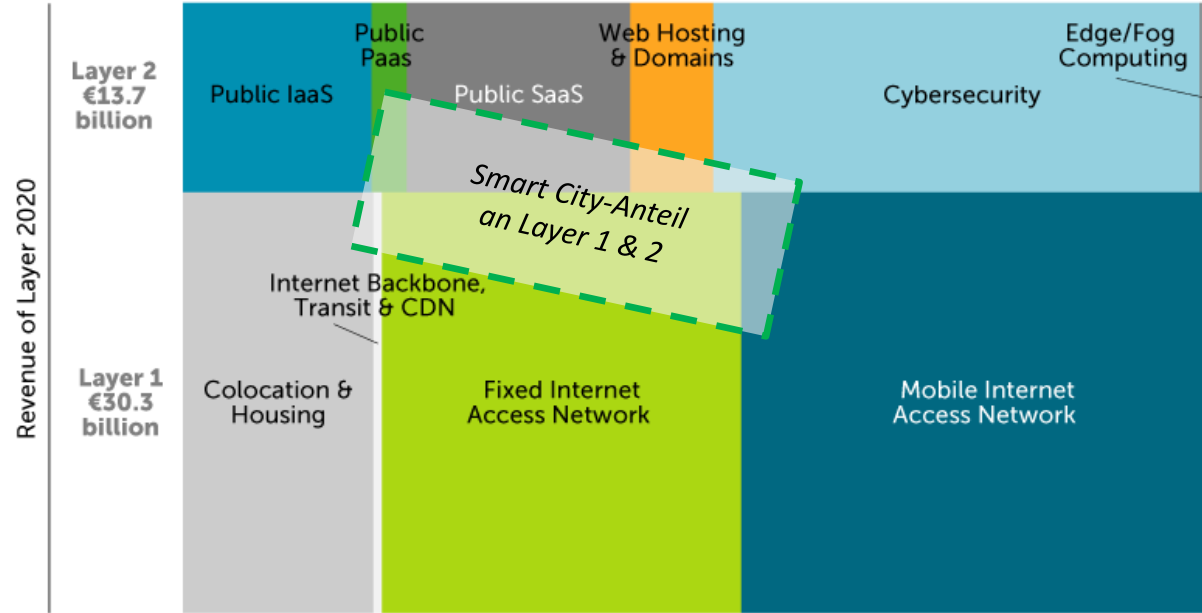 Revenue of Layer 2020
Layer 2
€13.7
billion
Public IaaS
Public
Paas
Public SaaS
Web Hosting
& Domains
Cybersecurity
Edge/Fog
Computing
Smart City-Anteil
an Layer 1 & 2
Layer 1
€30.3
billion
Colocation &
Housing
Internet Backbone,
Transit & CDN
Fixed Internet
Access Network
Mobile Internet
Access Network